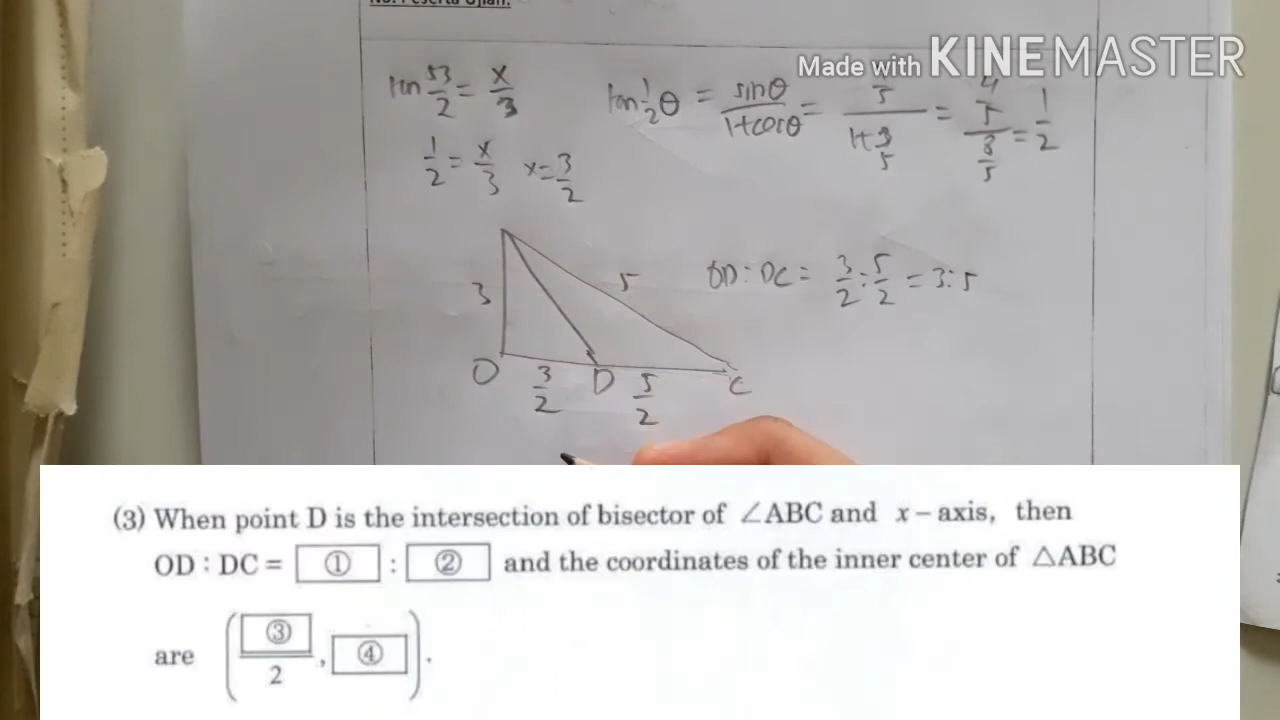 No. Peserta Ujian:
Made with KINEMASTER
tan 53/2 = x/3
tan 1/2 θ = sinθ/(1+cosθ) = /(1+3/5) = (4/5)/(8/5) = 1/2
1/2 = x/3 x = 3/2
3
5
OD : DC = 3/2 : 5/2 = 3:5
O 3/2 D 5/2 C
(3) When point D is the intersection of bisector of ∠ABC and x – axis, then
OD : DC = ① : ② and the coordinates of the inner center of △ABC
are (③/2, ④).